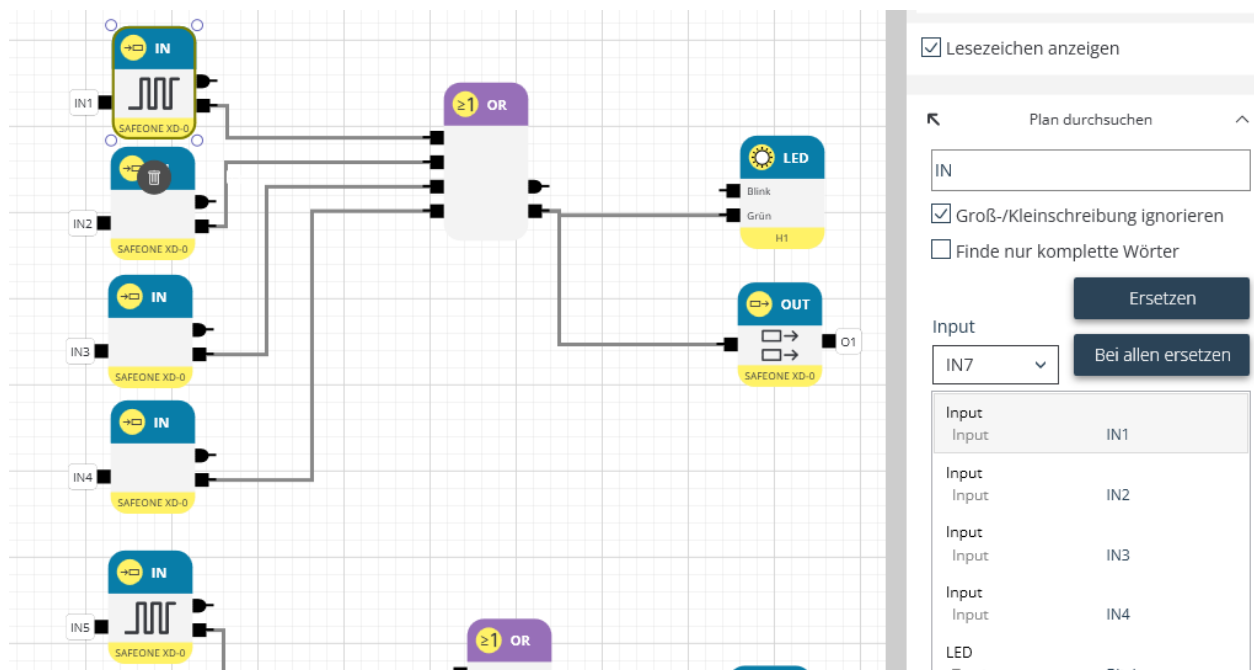 IN
IN1
SAFEONE XD-0
IN2
SAFEONE XD-0
IN
IN3
SAFEONE XD-0
IN
IN4
SAFEONE XD-0
IN
IN5
SAFEONE XD-0
≥1 OR
≥1 OR
LED
Blink
Grün
H1
OUT
O1
SAFEONE XD-0
Lesezeichen anzeigen
Plan durchsuchen
IN
Groß-/Kleinschreibung ignorieren
Finde nur komplette Wörter
Ersetzen
Input
IN7
Bei allen ersetzen
Input
Input IN1
Input
Input IN2
Input
Input IN3
Input
Input IN4
LED